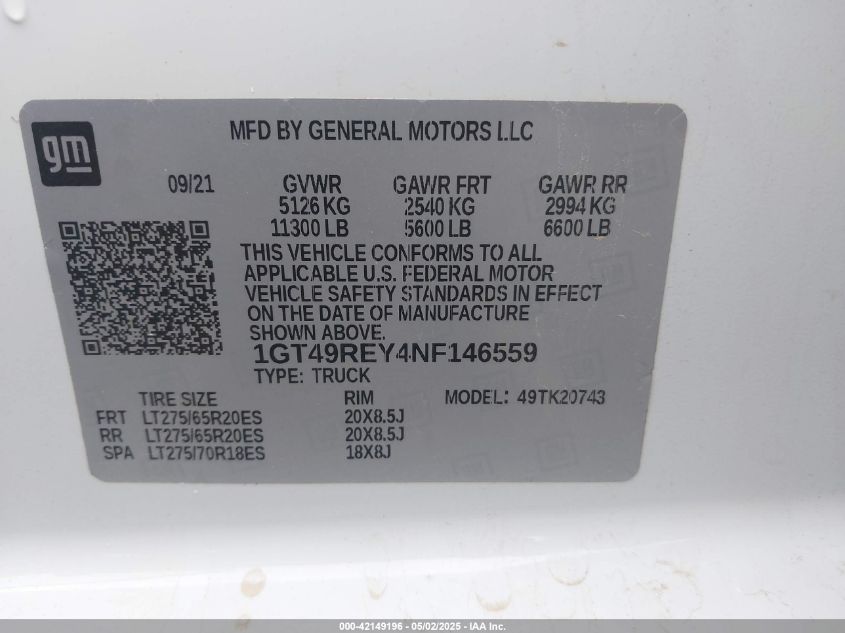 gm
MFD BY GENERAL MOTORS LLC
09/21 GVWR GAWR FRT GAWR RR
5126 KG 2540 KG 2994 KG
11300 LB 5600 LB 6600 LB
THIS VEHICLE CONFORMS TO ALL
APPLICABLE U.S. FEDERAL MOTOR
VEHICLE SAFETY STANDARDS IN EFFECT
ON THE DATE OF MANUFACTURE
SHOWN ABOVE.
1GT49REY4NF146559
TYPE: TRUCK
TIRE SIZE RIM MODEL: 49TK20743
FRT LT275/65R20ES 20X8.5J
RR LT275/65R20ES 20X8.5J
SPA LT275/70R18ES 18X8J
000-42149196 - 05/02/2025 - IAA Inc.